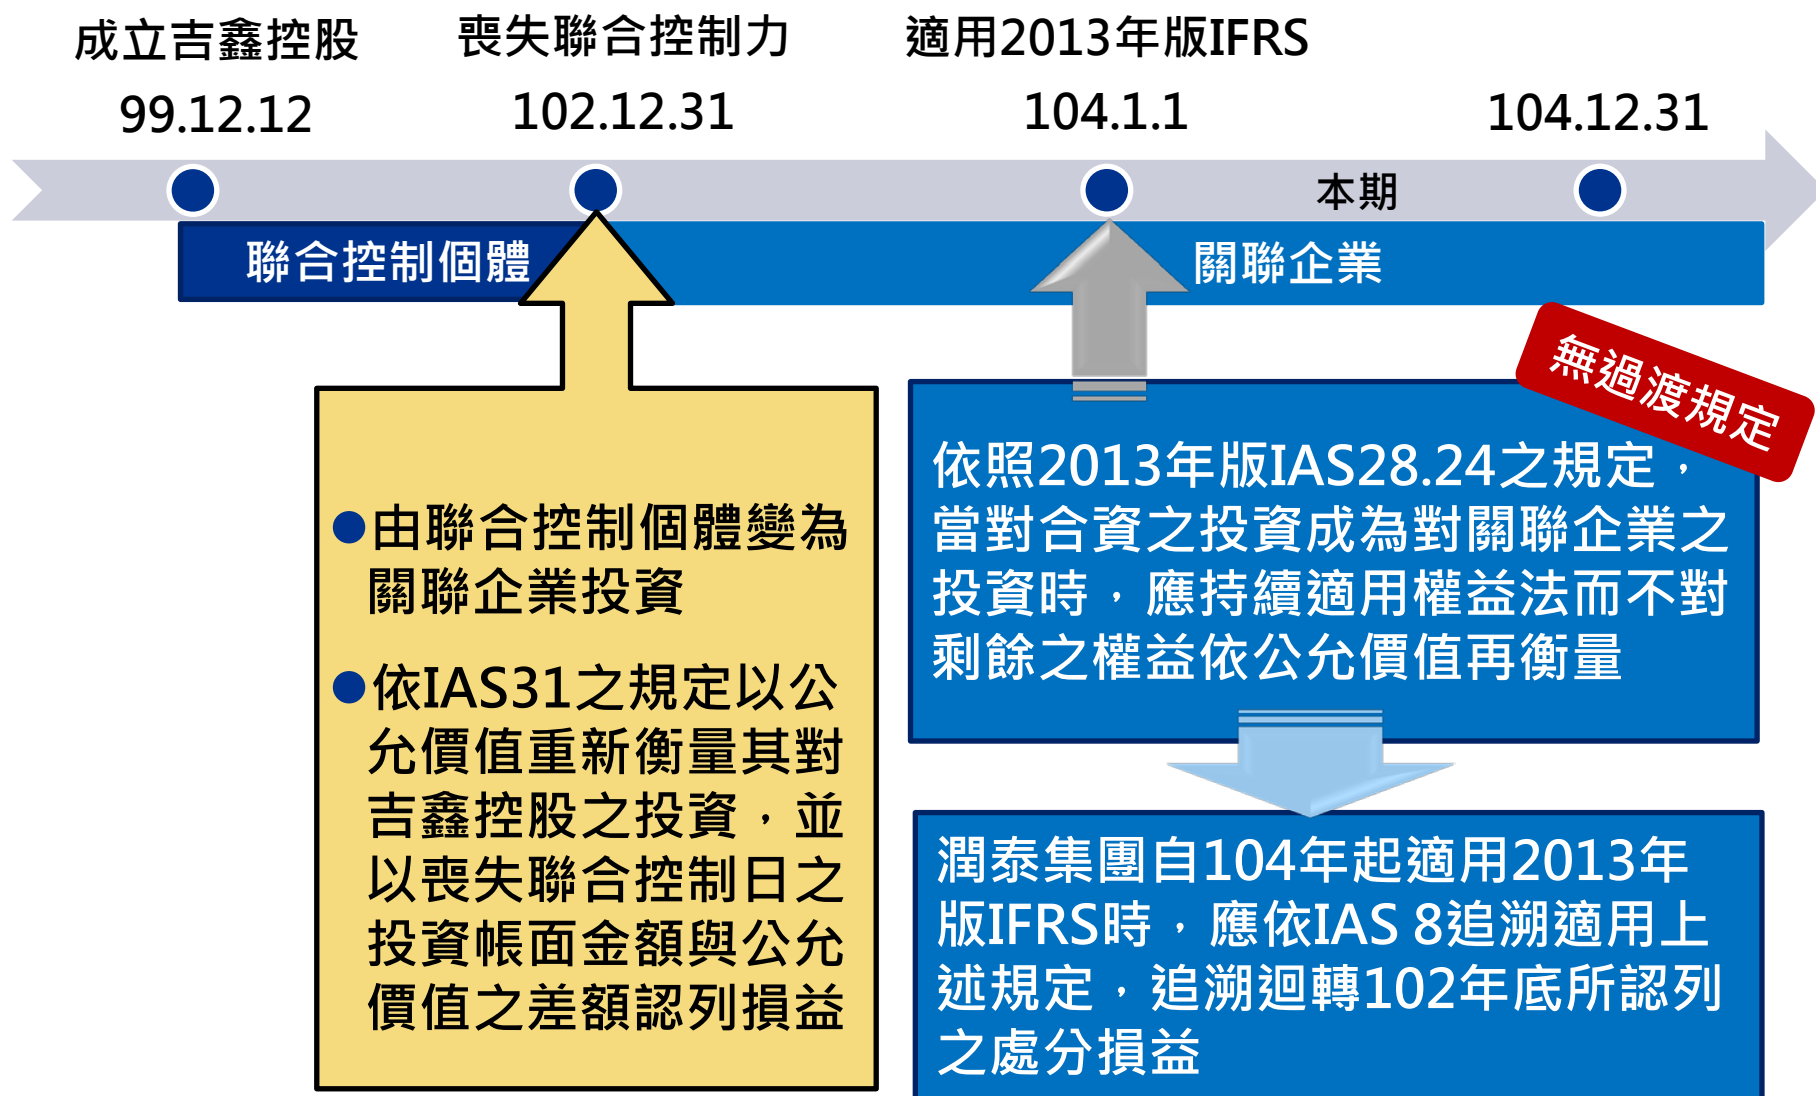 成立吉鑫控股
喪失聯合控制力
適用2013年版IFRS
99.12.12
102.12.31
104.1.1
104.12.31
本期
聯合控制個體
關聯企業
無過渡規定
●由聯合控制個體變為
關聯企業投資
●依IAS31之規定以公
允價值重新衡量其對
吉鑫控股之投資，並
以喪失聯合控制日之
投資帳面金額與公允
價值之差額認列損益
依照2013年版IAS28.24之規定，
當對合資之投資成為對關聯企業之
投資時，應持續適用權益法而不對
剩餘之權益依公允價值再衡量
潤泰集團自104年起適用2013年
版IFRS時，應依IAS 8追溯適用上
述規定，追溯迴轉102年底所認列
之處分損益